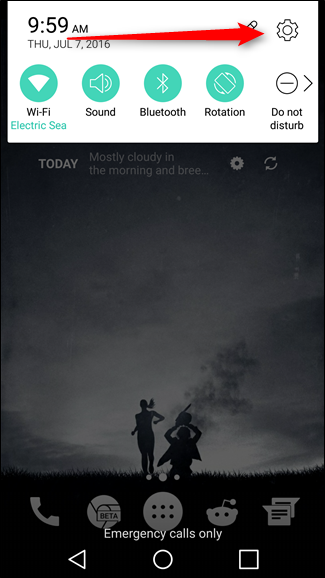 9:59 AM
THU, JUL 7, 2016
Wi-Fi
Electric Sea
Sound
Bluetooth
Rotation
Do not
disturb
TODAY
Mostly cloudy in
the morning and bree...
BETA
Emergency calls only